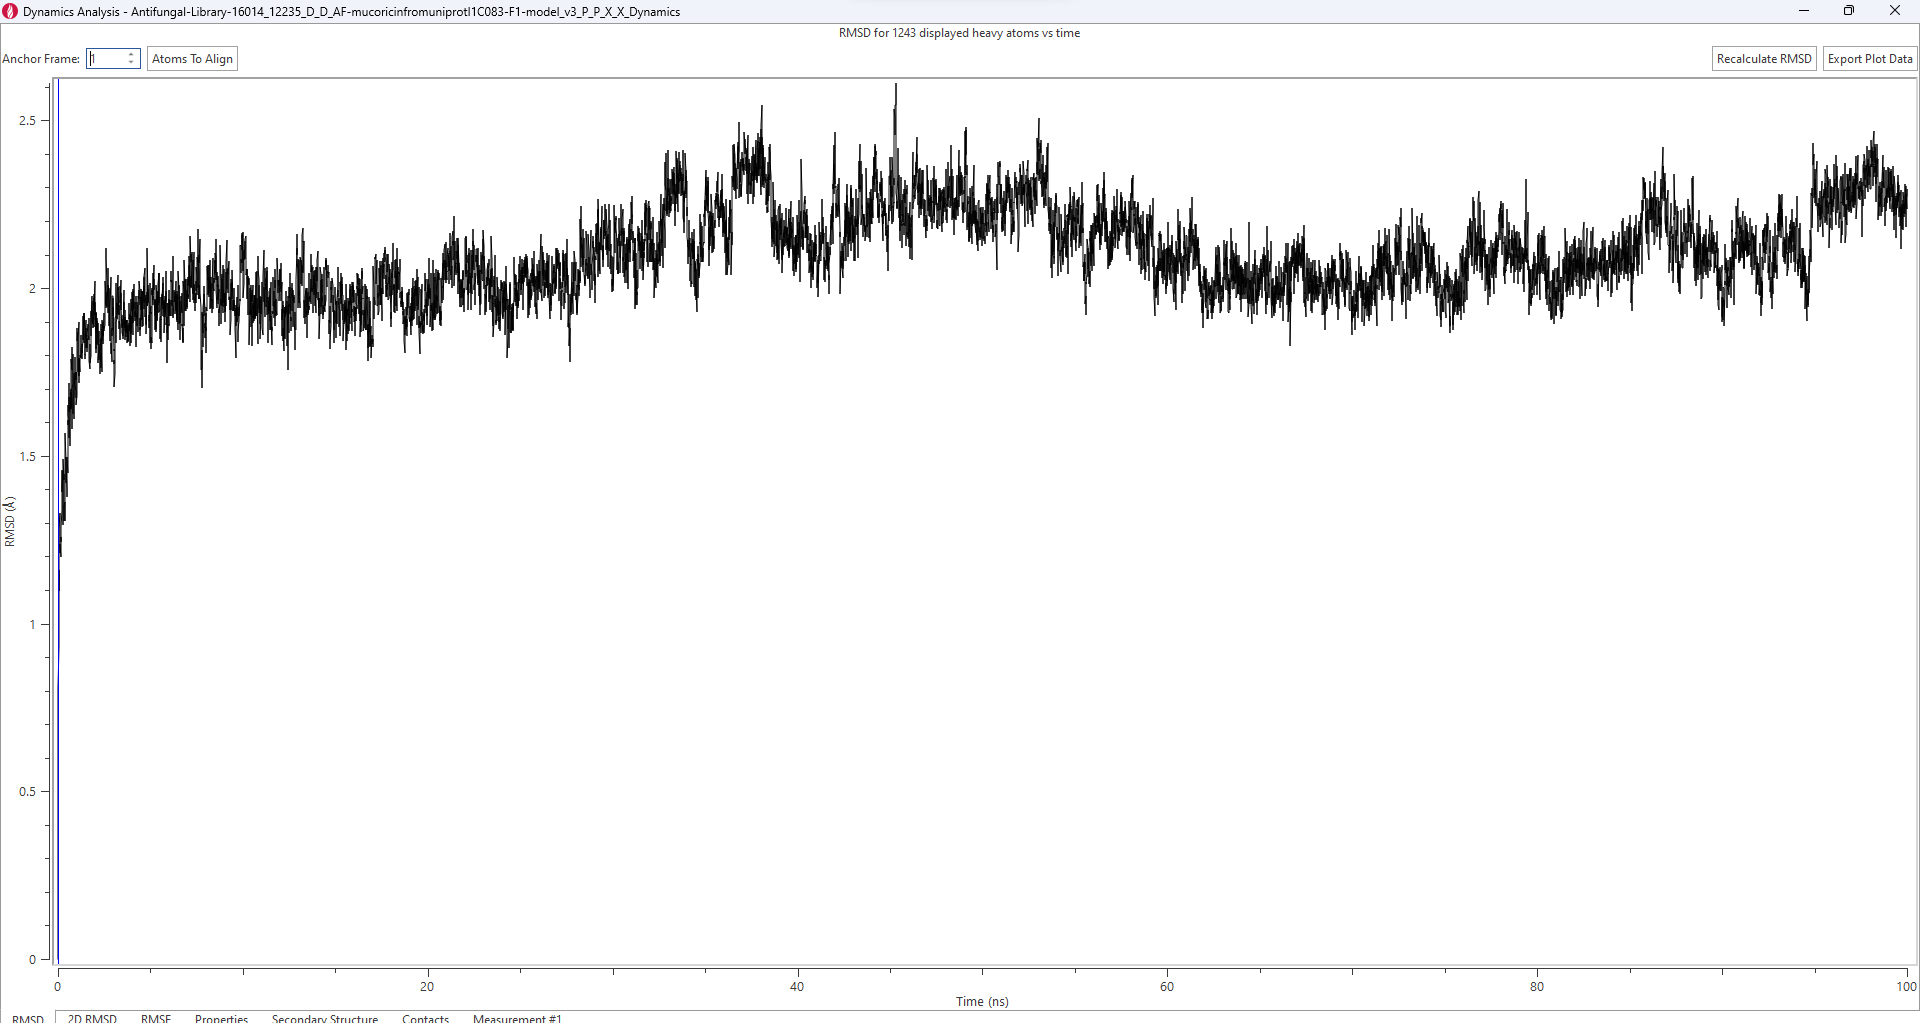 Dynamics Analysis - Antifungal-Library-16014_12235_D_D_AF-mucoricinfromuniprotI1C083-F1-model_v3_P_P_X_X_Dynamics
RMSD for 1243 displayed heavy atoms vs time
Anchor Frame: 1 Atoms To Align Recalculate RMSD Export Plot Data
2.5
2
1.5
RMSD (Å)
1
0.5
0
0 20 40 60 80 100
Time (ns)
RMSD 2D RMSD RMSF Properties Secondary Structure Contacts Measurement #1